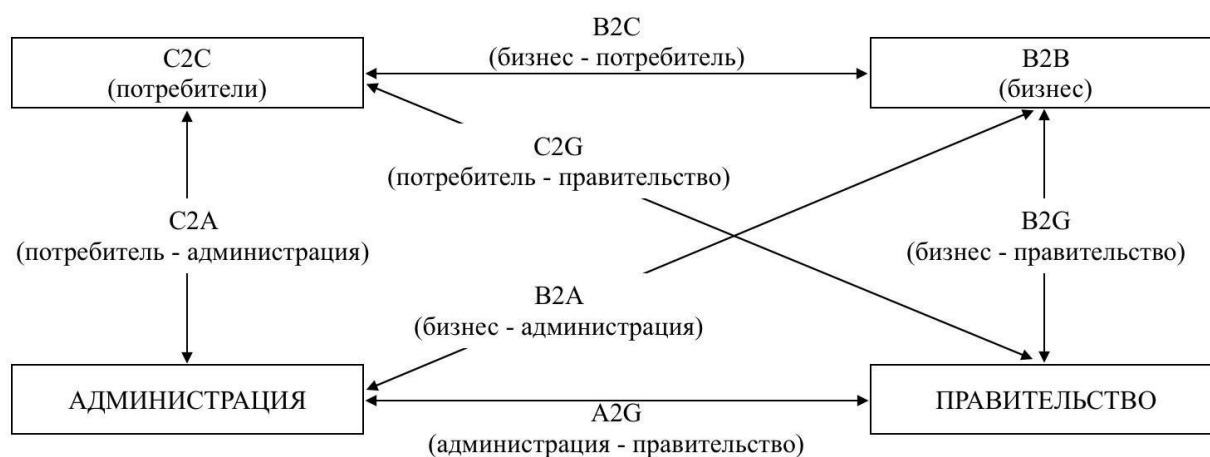 B2C
(бизнес - потребитель)
C2C
(потребители)
B2B
(бизнес)
C2G
(потребитель - правительство)
C2A
(потребитель - администрация)
B2G
(бизнес - правительство)
B2A
(бизнес - администрация)
АДМИНИСТРАЦИЯ
ПРАВИТЕЛЬСТВО
A2G
(администрация - правительство)